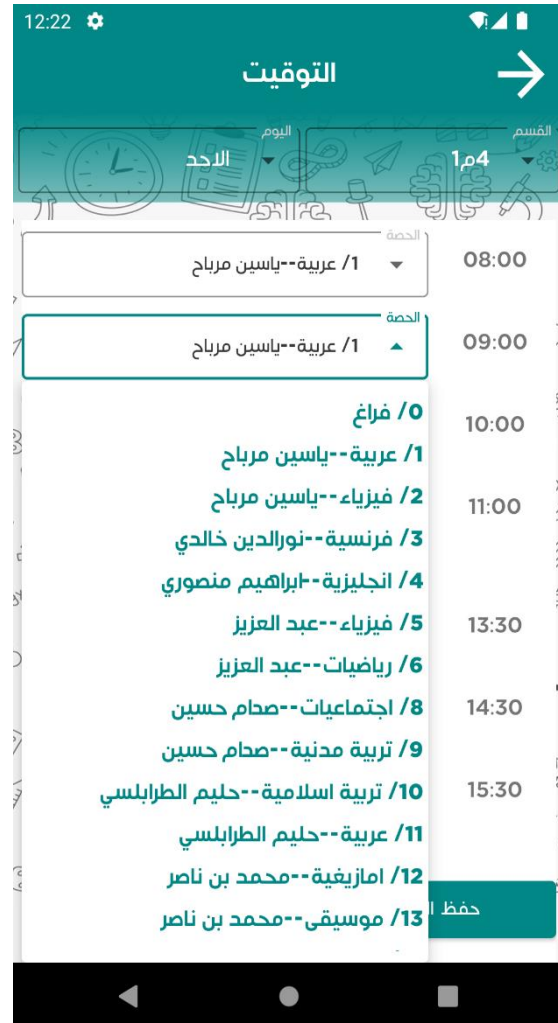 12:22
التوقيت
القسم
4م1
اليوم
الاحد
08:00
الحصة
1/ عربية--ياسين مرباح
09:00
الحصة
1/ عربية--ياسين مرباح
10:00
11:00
13:30
14:30
15:30
0/ فراغ
1/ عربية--ياسين مرباح
2/ فيزياء--ياسين مرباح
3/ فرنسية--نورالدين خالدي
4/ انجليزية--ابراهيم منصوري
5/ فيزياء--عبد العزيز
6/ رياضيات--عبد العزيز
8/ اجتماعيات--صدام حسين
9/ تربية مدنية--صدام حسين
10/ تربية اسلامية--حليم الطرابلسي
11/ عربية--حليم الطرابلسي
12/ امازيغية--محمد بن ناصر
13/ موسيقى--محمد بن ناصر
حفظ